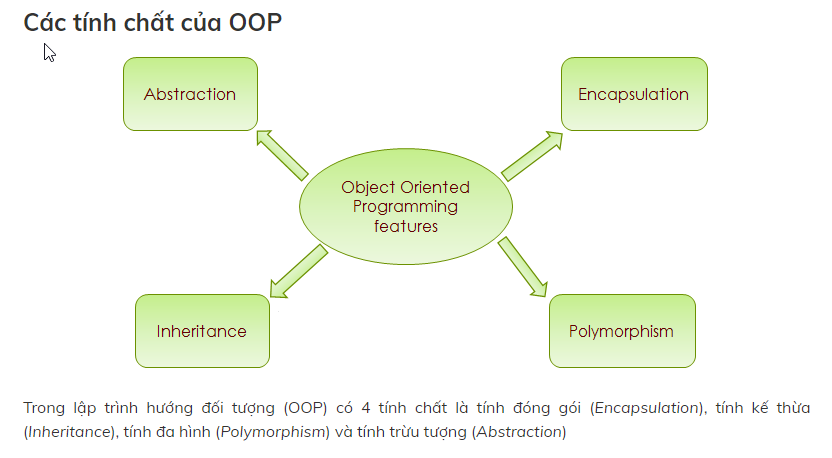 Các tính chất của OOP
Abstraction
Encapsulation
Object Oriented
Programming
features
Inheritance
Polymorphism
Trong lập trình hướng đối tượng (OOP) có 4 tính chất là tính đóng gói (Encapsulation), tính kế thừa
(Inheritance), tính đa hình (Polymorphism) và tính trừu tượng (Abstraction)